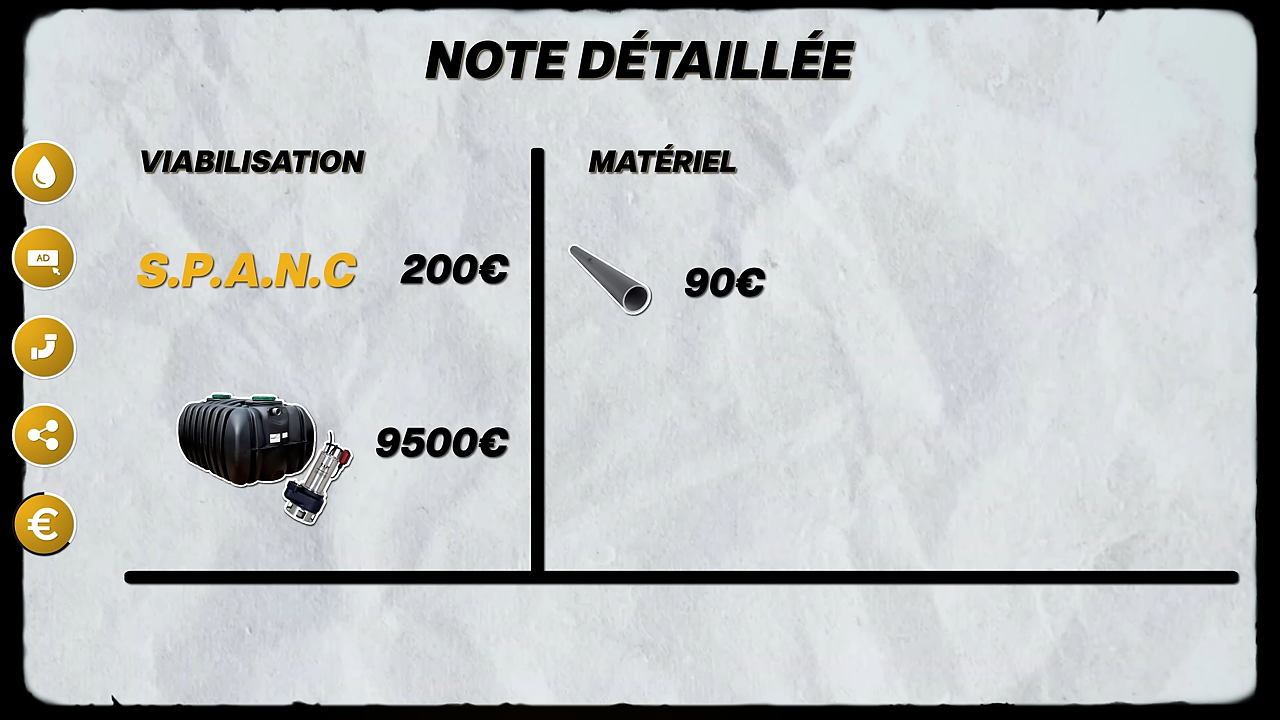 NOTE DÉTAILLÉE
VIABILISATION
MATÉRIEL
S.P.A.N.C 200€
90€
AD
9500€
€